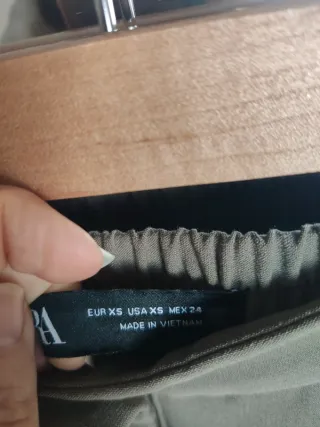 RA
EUR XS USA XS MEX 24
MADE IN VIETNAM